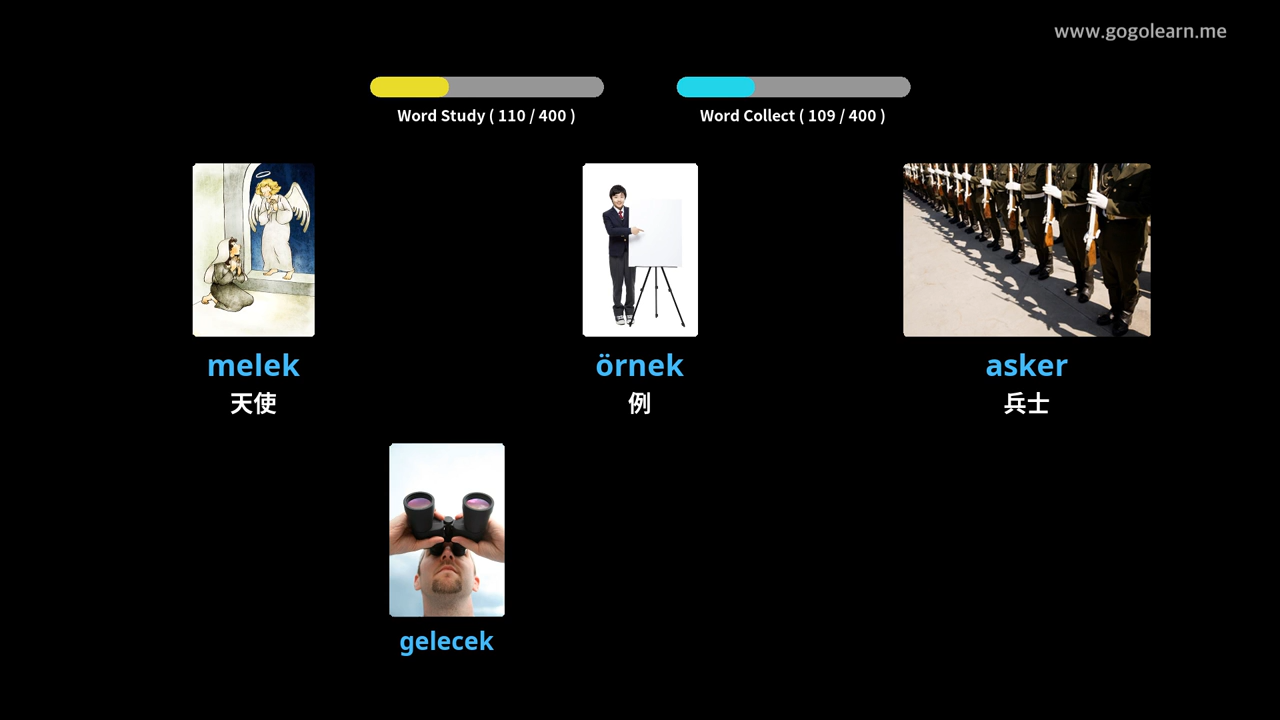 www.gogolearn.me
Word Study ( 110 / 400 )
Word Collect ( 109 / 400 )
melek
天使
örnek
例
asker
兵士
gelecek